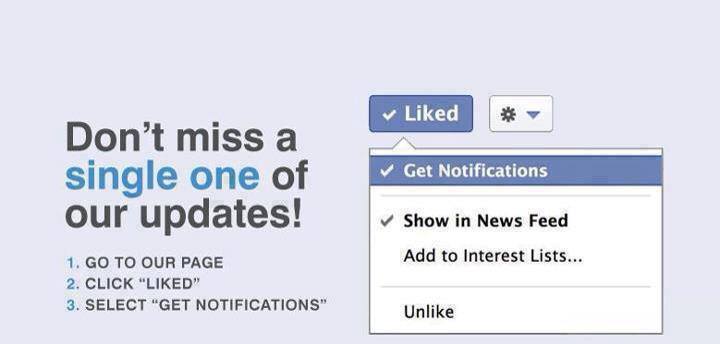 Don't miss a
single one of
our updates!
1. GO TO OUR PAGE
2. CLICK “LIKED”
3. SELECT “GET NOTIFICATIONS”
Liked
Get Notifications
Show in News Feed
Add to Interest Lists...
Unlike